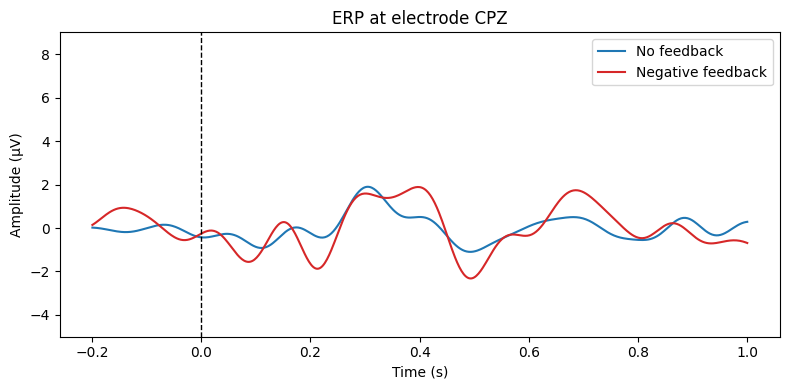 ERP at electrode CPZ
No feedback
Negative feedback
Amplitude (µV)
8
6
4
2
0
−2
−4
−0.2
0.0
0.2
0.4
0.6
0.8
1.0
Time (s)